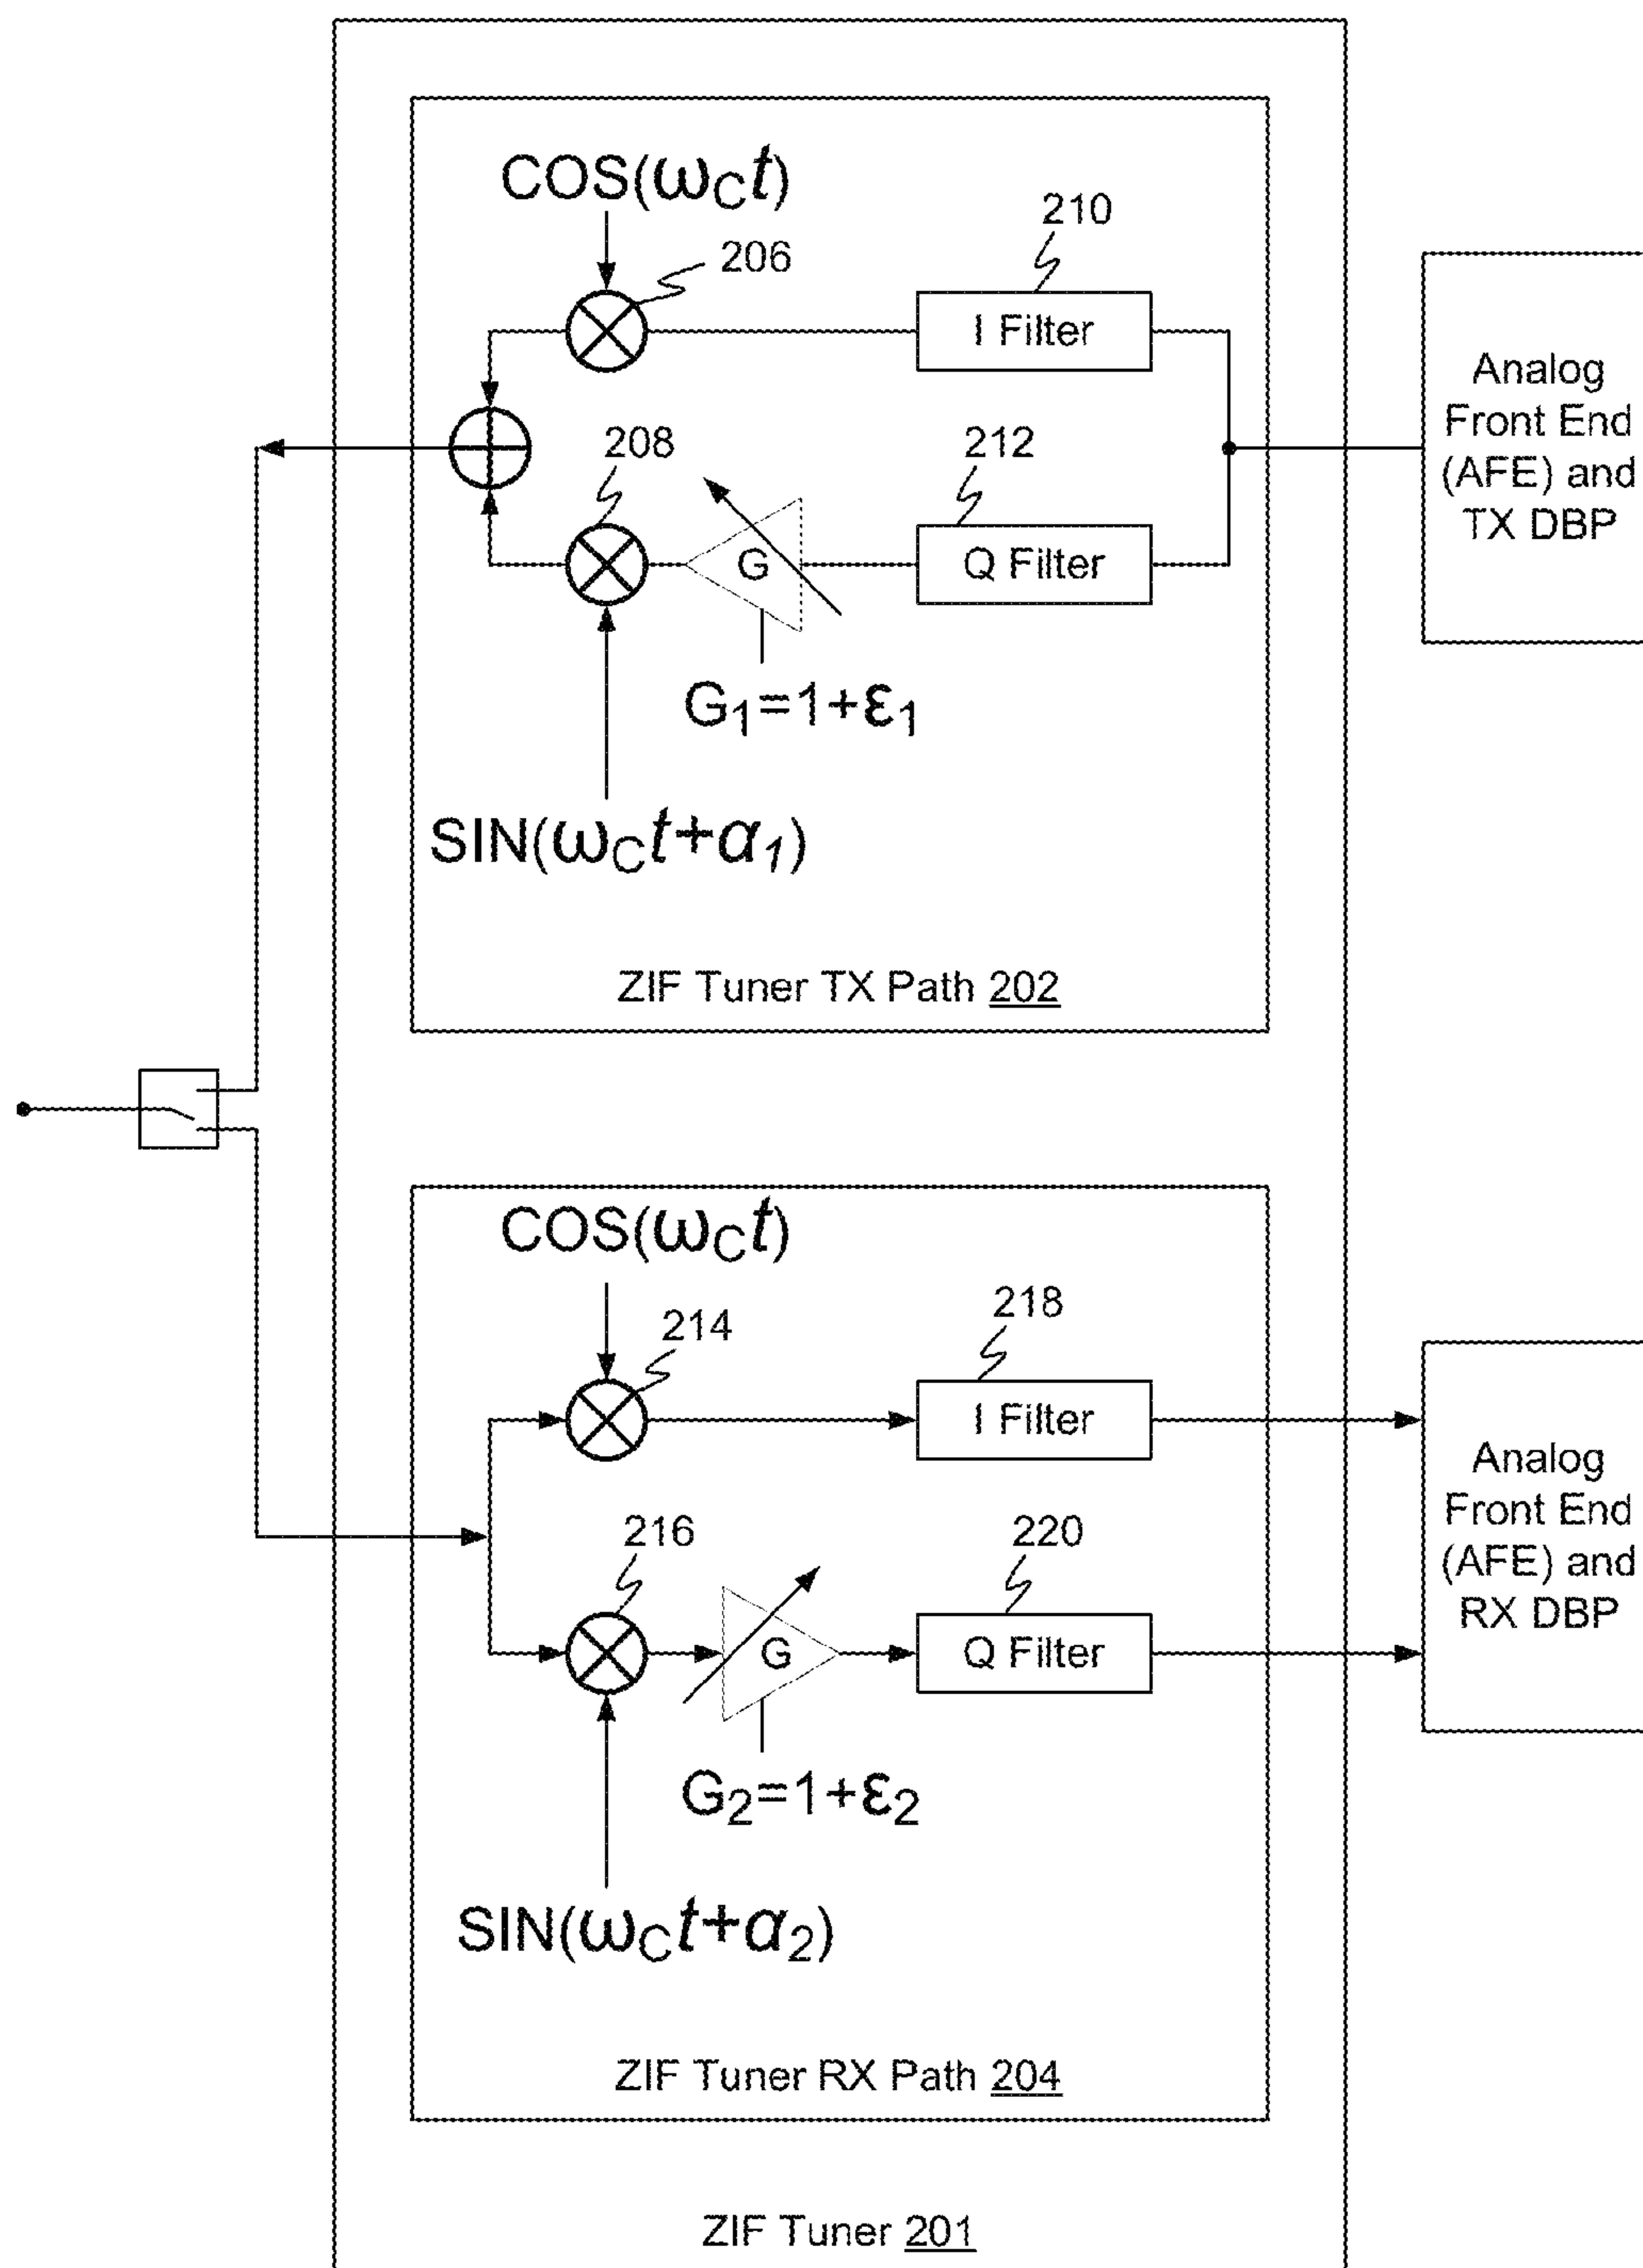 COS(ωCt)
206
210
I Filter
208
G
212
Q Filter
G1=1+ε1
SIN(ωCt+α1)
ZIF Tuner TX Path 202
Analog
Front End
(AFE) and
TX DBP
COS(ωCt)
214
218
I Filter
216
G
220
Q Filter
G2=1+ε2
SIN(ωCt+α2)
ZIF Tuner RX Path 204
Analog
Front End
(AFE) and
RX DBP
ZIF Tuner 201